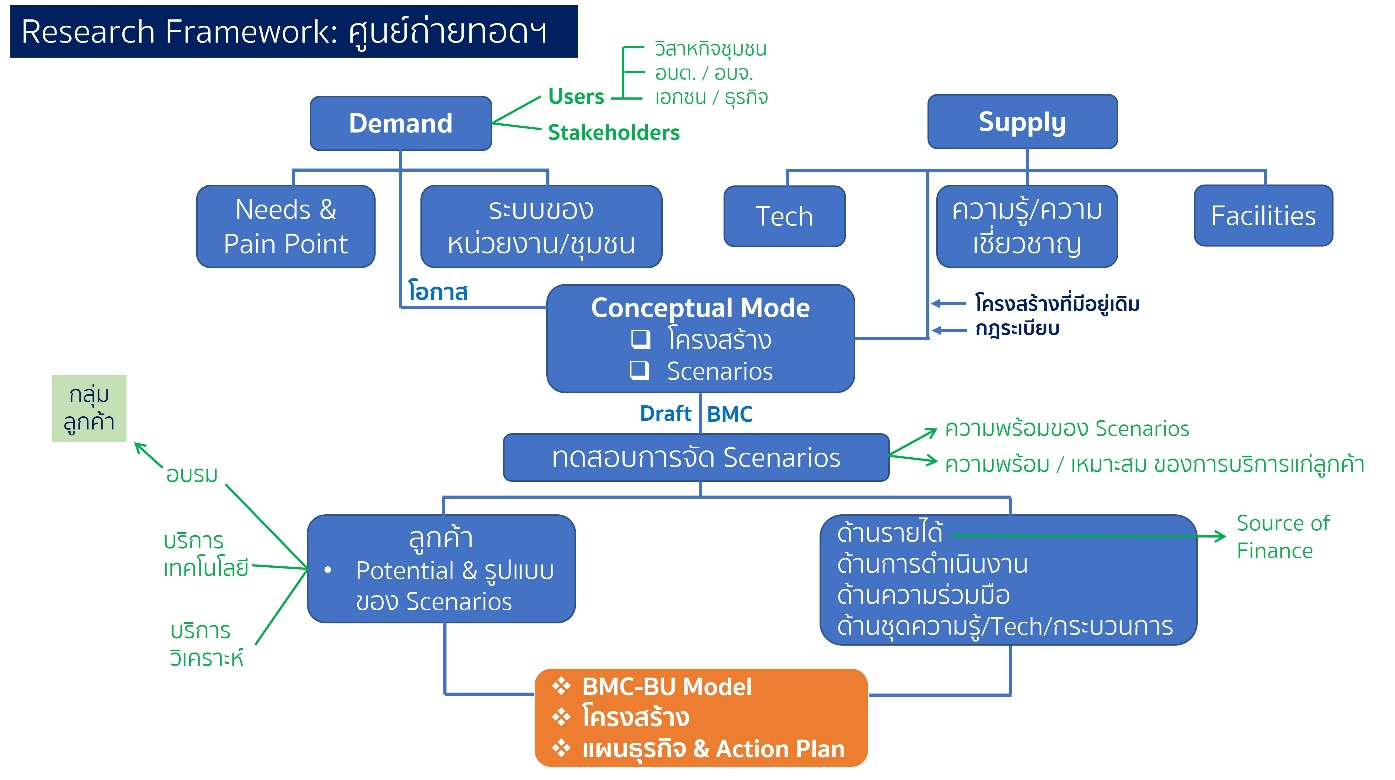 Research Framework: ศูนย์ถ่ายทอดฯ
วิสาหกิจชุมชน
อบต. / อบจ.
เอกชน / ธุรกิจ
Users
Stakeholders
Demand
Supply
Needs &
Pain Point
ระบบของ
หน่วยงาน/ชุมชน
Tech
ความรู้/ความ
เชี่ยวชาญ
Facilities
โอกาส
Conceptual Mode
❑ โครงสร้าง
❑ Scenarios
โครงสร้างที่มีอยู่เดิม
กฎระเบียบ
Draft BMC
ทดสอบการจัด Scenarios
ความพร้อมของ Scenarios
ความพร้อม / เหมาะสม ของการบริการแก่ลูกค้า
กลุ่ม
ลูกค้า
อบรม
บริการ
เทคโนโลยี
บริการ
วิเคราะห์
ลูกค้า
• Potential & รูปแบบ
ของ Scenarios
ด้านรายได้
ด้านการดำเนินงาน
ด้านความร่วมมือ
ด้านชุดความรู้/Tech/กระบวนการ
Source of
Finance
❖ BMC-BU Model
❖ โครงสร้าง
❖ แผนธุรกิจ & Action Plan